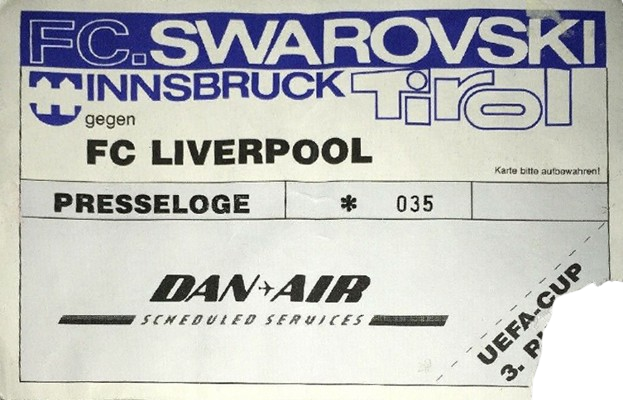 FC. SWAROVSKI
INNSBRUCK Tirol
gegen
FC LIVERPOOL
Karte bitte aufbewahren!
PRESSELOGE * 035
DAN AIR
SCHEDULED SERVICES
UEFA-CUP
3.